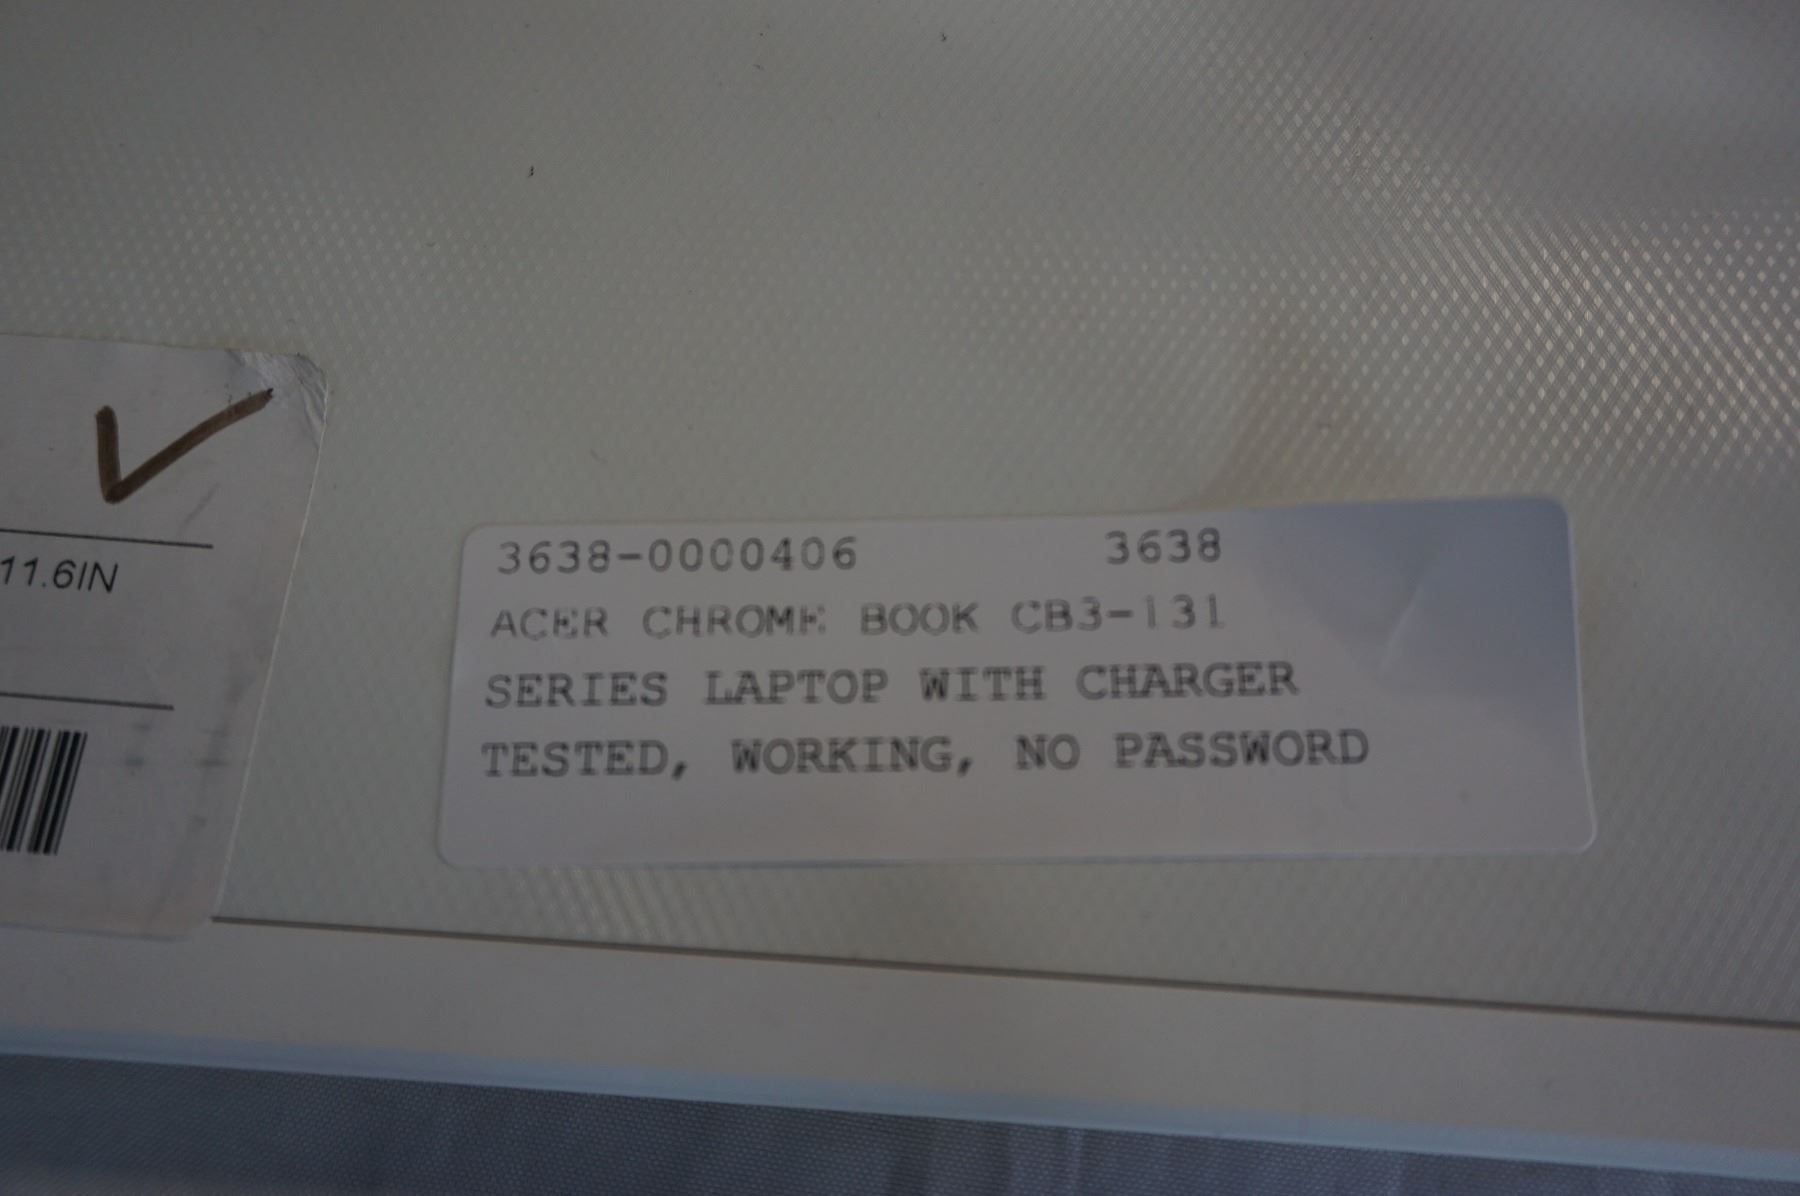 11.6IN
3638-0000406 3638
ACER CHROME BOOK CB3-131
SERIES LAPTOP WITH CHARGER
TESTED, WORKING, NO PASSWORD